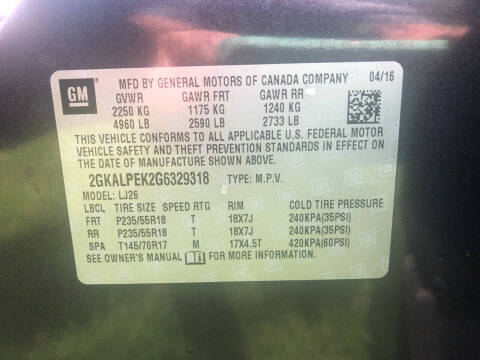 GM
MFD BY GENERAL MOTORS OF CANADA COMPANY 04/16
GVWR GAWR FRT GAWR RR
2250 KG 1175 KG 1240 KG
4960 LB 2590 LB 2733 LB
THIS VEHICLE CONFORMS TO ALL APPLICABLE U.S. FEDERAL MOTOR
VEHICLE SAFETY AND THEFT PREVENTION STANDARDS IN EFFECT ON
THE DATE OF MANUFACTURE SHOWN ABOVE.
2GKALPEK2G6329318 TYPE: M.P.V.
MODEL: LJ26
LBCL TIRE SIZE SPEED RTG RIM COLD TIRE PRESSURE
FRT P235/55R18 T 18X7J 240KPA(35PSI)
RR P235/55R18 T 18X7J 240KPA(35PSI)
SPA T145/70R17 M 17X4.5T 420KPA(60PSI)
SEE OWNER'S MANUAL FOR MORE INFORMATION.